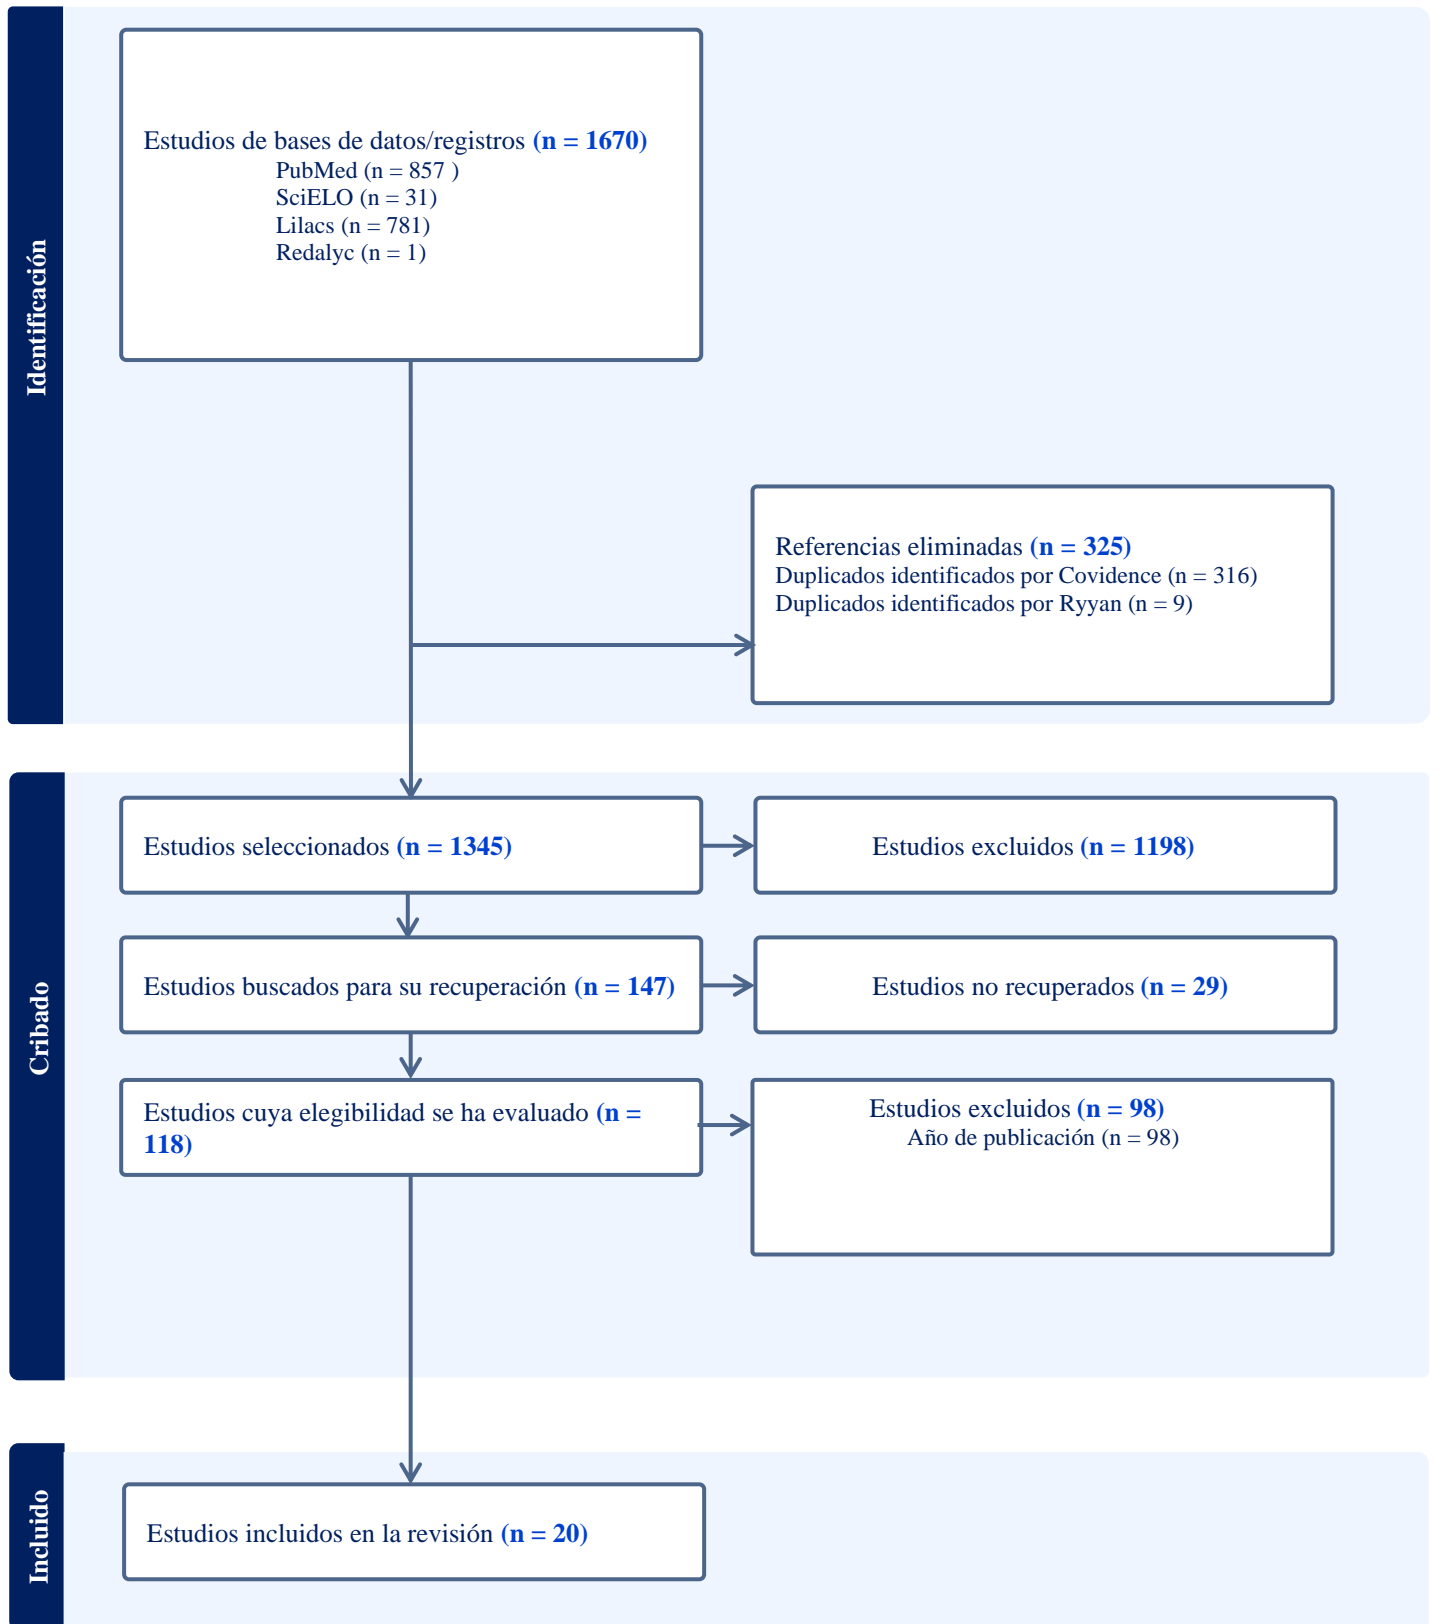 Identificación
Estudios de bases de datos/registros (n = 1670)
PubMed (n = 857 )
SciELO (n = 31)
Lilacs (n = 781)
Redalyc (n = 1)
Referencias eliminadas (n = 325)
Duplicados identificados por Covidence (n = 316)
Duplicados identificados por Ryyan (n = 9)
Cribado
Estudios seleccionados (n = 1345)
Estudios excluidos (n = 1198)
Estudios buscados para su recuperación (n = 147)
Estudios no recuperados (n = 29)
Estudios cuya elegibilidad se ha evaluado (n =
118)
Estudios excluidos (n = 98)
Año de publicación (n = 98)
Incluido
Estudios incluidos en la revisión (n = 20)